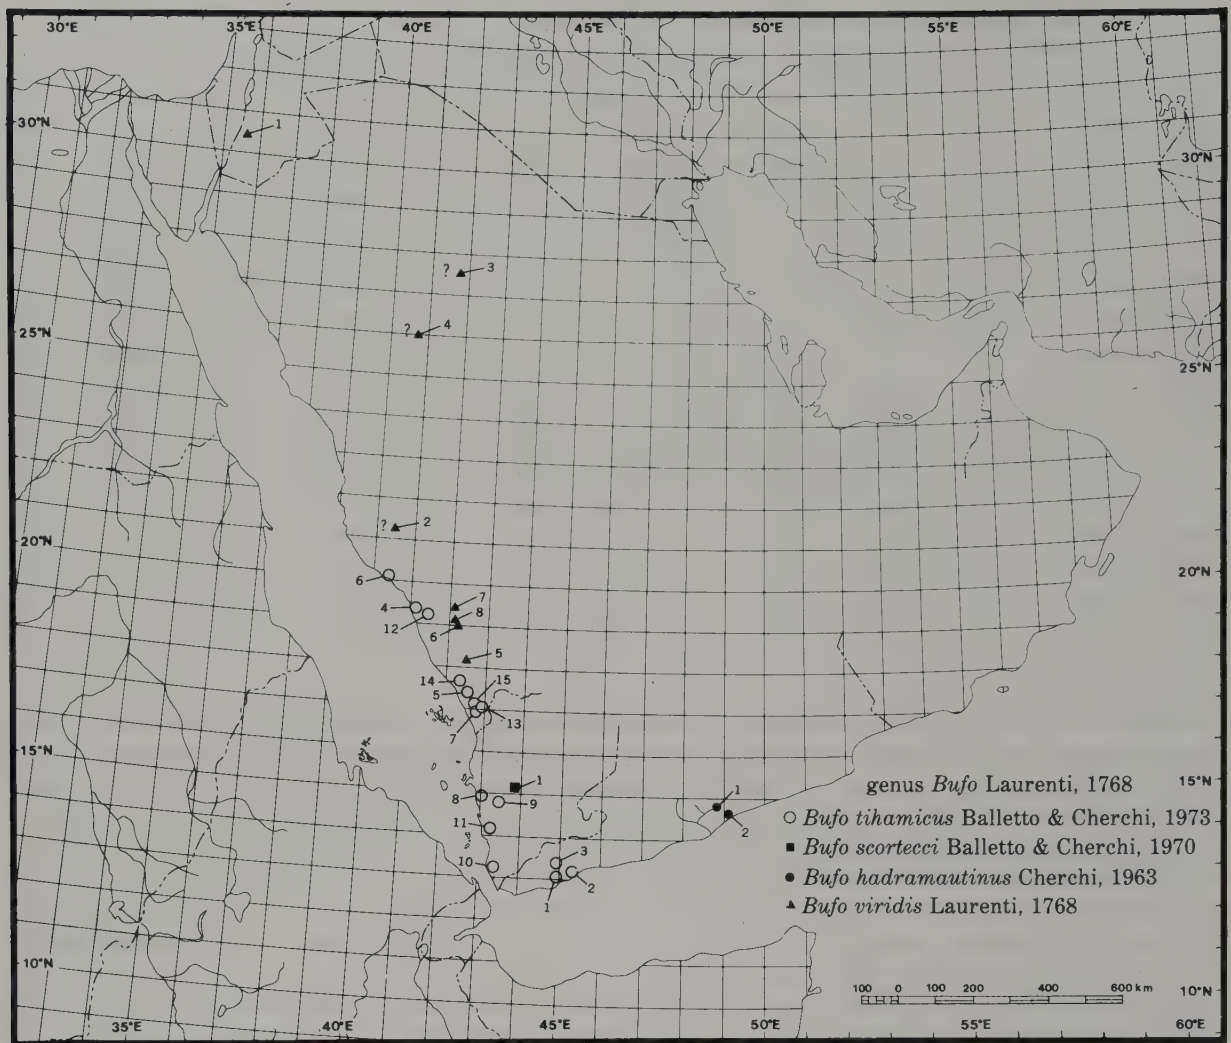 30°E 35°E 40°E 45°E 50°E 55°E 60°E
30°N
1
30°N
? 3
? 4
25°N
25°N
? 2
20°N
20°N
6
7
4
8
12
6
5
14
15
5
13
7
15°N
15°N
1
8
9
1
2
11
3
10
2
1
genus Bufo Laurenti, 1768
○ Bufo tihamicus Balletto & Cherchi, 1973
■ Bufo scortecci Balletto & Cherchi, 1970
● Bufo hadramautinus Cherchi, 1963
▲ Bufo viridis Laurenti, 1768
10°N
10°N
100 0 100 200 400 600 km
35°E 40°E 45°E 50°E 55°E 60°E